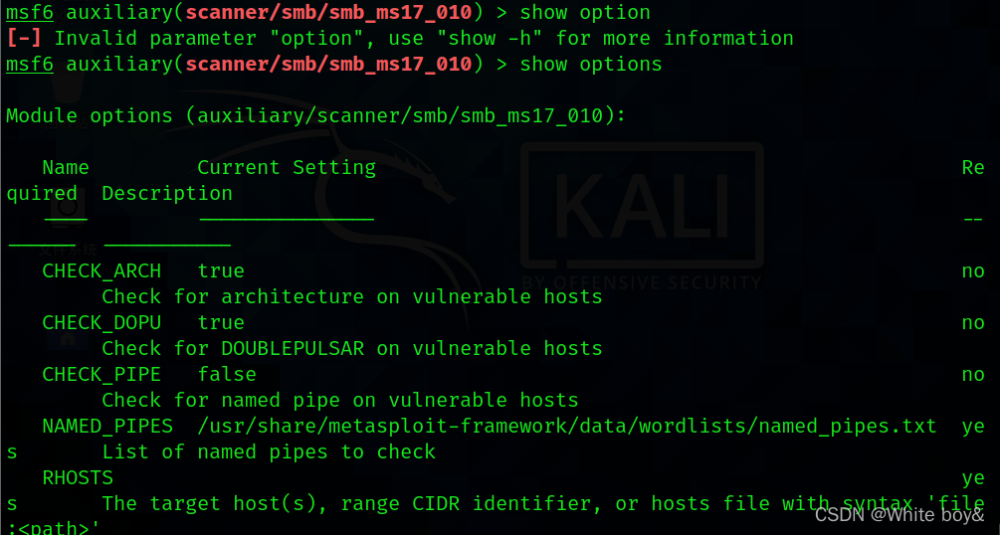 msf6 auxiliary(scanner/smb/smb_ms17_010) > show option
[-] Invalid parameter "option", use "show -h" for more information
msf6 auxiliary(scanner/smb/smb_ms17_010) > show options
Module options (auxiliary/scanner/smb/smb_ms17_010):
Name Current Setting Re
quired Description
---- --------------- --
------ -----------
CHECK_ARCH true no
Check for architecture on vulnerable hosts
CHECK_DOPU true no
Check for DOUBLEPULSAR on vulnerable hosts
CHECK_PIPE false no
Check for named pipe on vulnerable hosts
NAMED_PIPES /usr/share/metasploit-framework/data/wordlists/named_pipes.txt ye
s List of named pipes to check
RHOSTS ye
s The target host(s), range CIDR identifier, or hosts file with syntax 'file
:<path>'
KALI
BY OFFENSIVE SECURITY
CSDN @White boy&